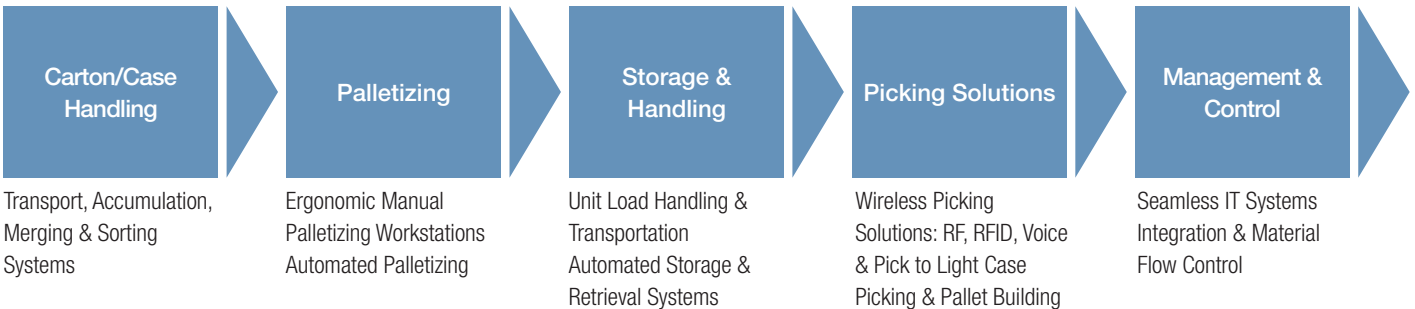 Carton/Case
Handling
Palletizing
Storage &
Handling
Picking Solutions
Management &
Control
Transport, Accumulation,
Merging & Sorting
Systems
Ergonomic Manual
Palletizing Workstations
Automated Palletizing
Unit Load Handling &
Transportation
Automated Storage &
Retrieval Systems
Wireless Picking
Solutions: RF, RFID, Voice
& Pick to Light Case
Picking & Pallet Building
Seamless IT Systems
Integration & Material
Flow Control